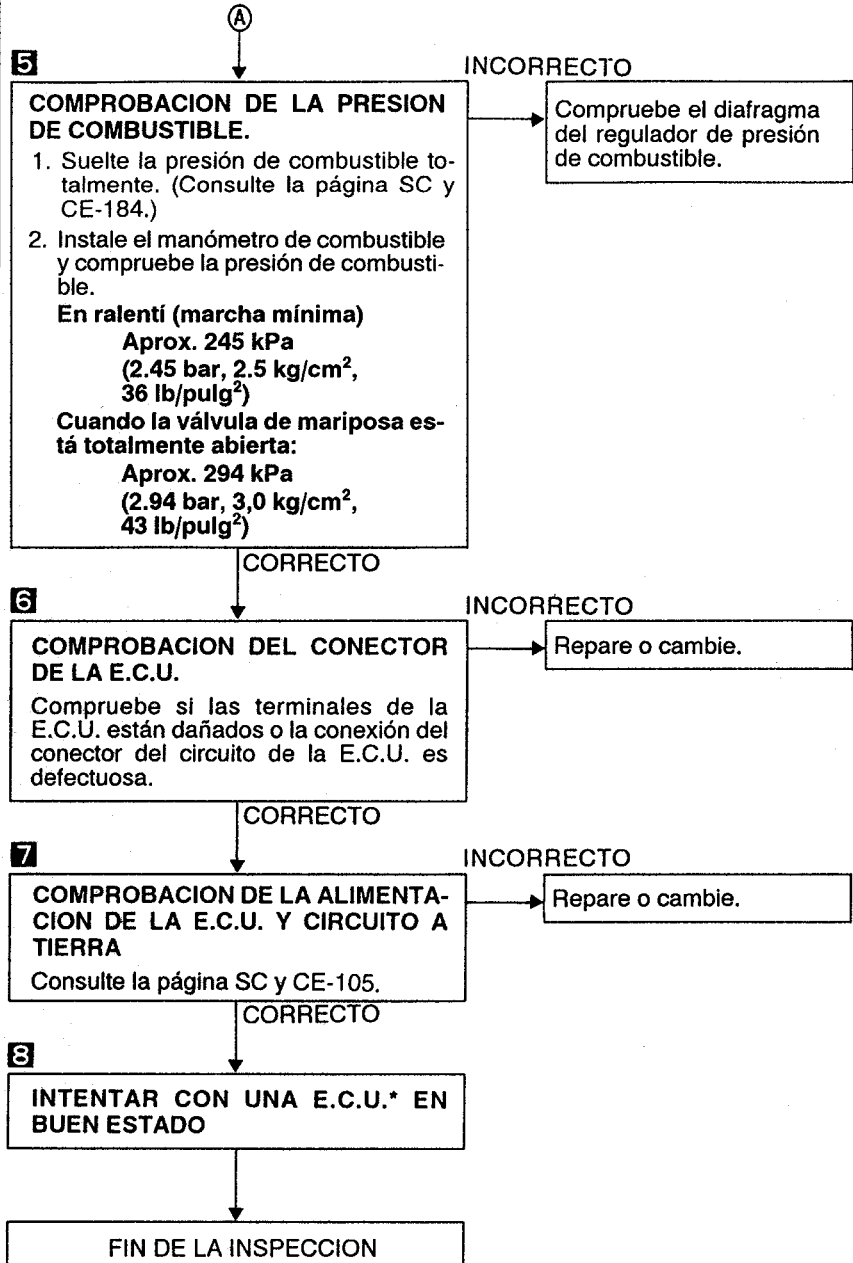 A
5
INCORRECTO
COMPROBACION DE LA PRESION
DE COMBUSTIBLE.
1. Suelte la presión de combustible to-
talmente. (Consulte la página SC y
CE-184.)
2. Instale el manómetro de combustible
y compruebe la presión de combusti-
ble.
En ralentí (marcha mínima)
Aprox. 245 kPa
(2.45 bar, 2.5 kg/cm²,
36 lb/pulg²)
Cuando la válvula de mariposa es-
tá totalmente abierta:
Aprox. 294 kPa
(2.94 bar, 3,0 kg/cm²,
43 lb/pulg²)
Compruebe el diafragma
del regulador de presión
de combustible.
CORRECTO
6
INCORRECTO
COMPROBACION DEL CONECTOR
DE LA E.C.U.
Compruebe si las terminales de la
E.C.U. están dañados o la conexión del
conector del circuito de la E.C.U. es
defectuosa.
Repare o cambie.
CORRECTO
7
INCORRECTO
COMPROBACION DE LA ALIMENTA-
CION DE LA E.C.U. Y CIRCUITO A
TIERRA
Consulte la página SC y CE-105.
Repare o cambie.
CORRECTO
8
INTENTAR CON UNA E.C.U.* EN
BUEN ESTADO
FIN DE LA INSPECCION